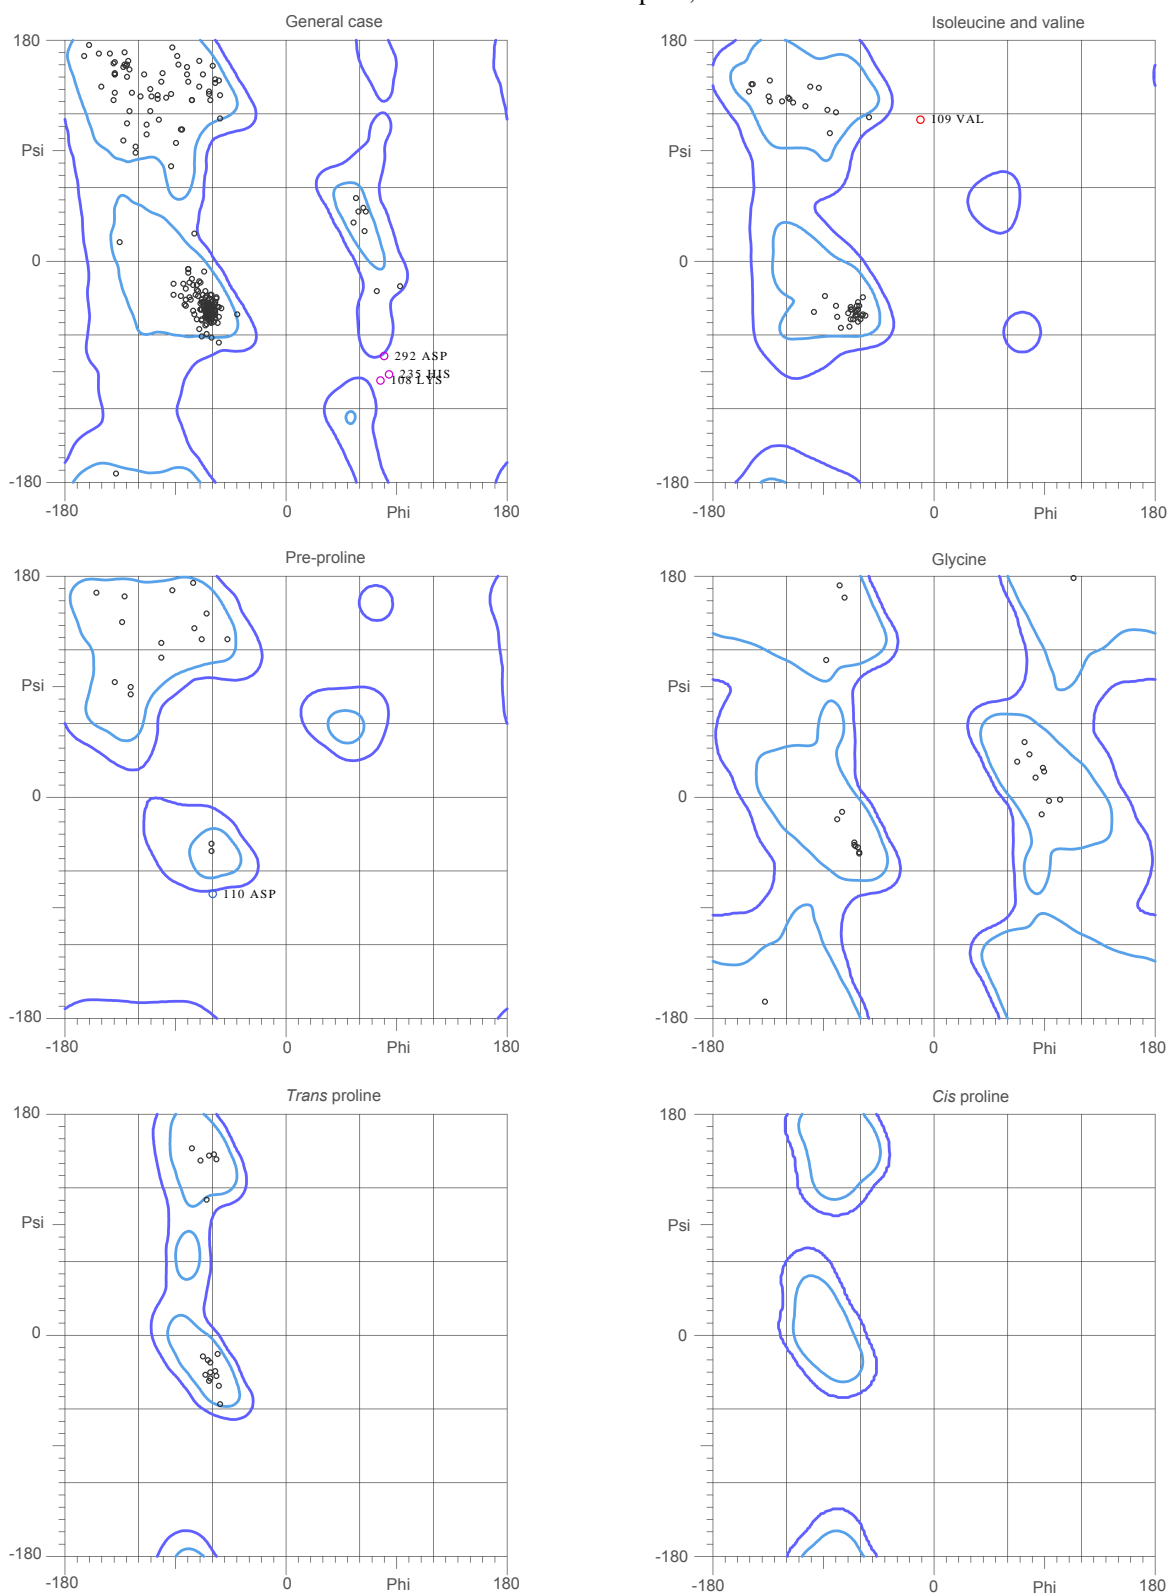 General case
180
Psi
0
-180
-180
0
Phi
180
292 ASP
235 HIS
108 LYS
Isoleucine and valine
180
Psi
0
-180
-180
0
Phi
180
109 VAL
Pre-proline
180
Psi
0
-180
-180
0
Phi
180
110 ASP
Glycine
180
Psi
0
-180
-180
0
Phi
180
Trans proline
180
Psi
0
-180
-180
0
Phi
180
Cis proline
180
Psi
0
-180
-180
0
Phi
180